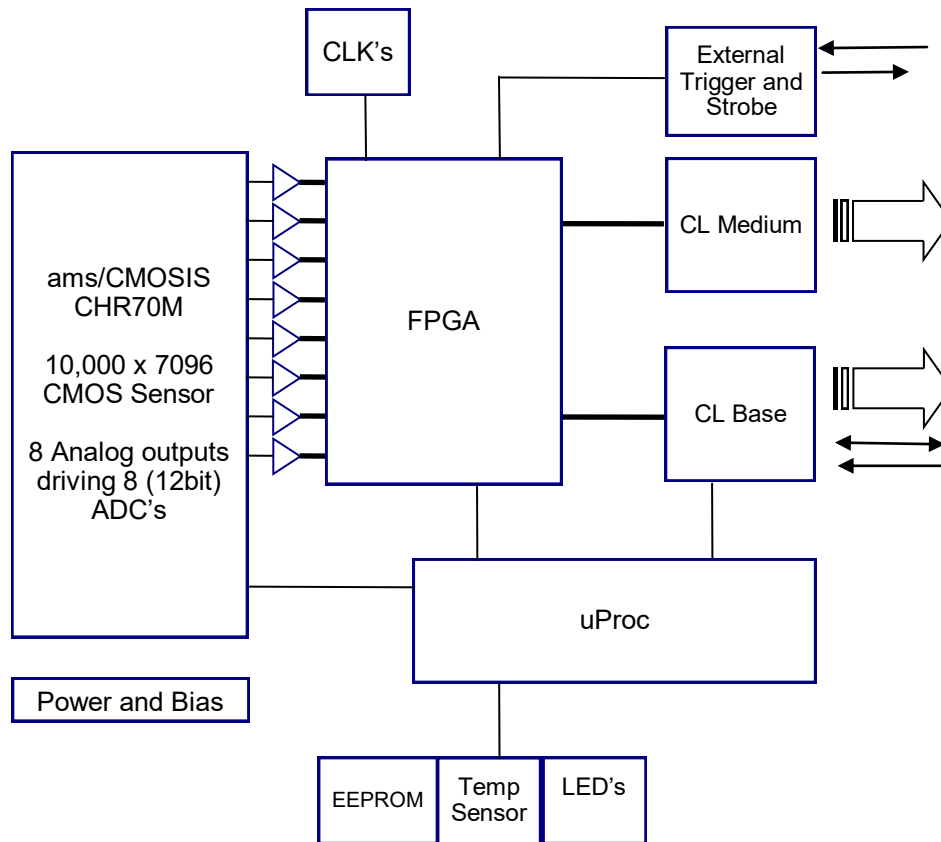 CLK's
External
Trigger and
Strobe
ams/CMOSIS
CHR70M
10,000 x 7096
CMOS Sensor
8 Analog outputs
driving 8 (12bit)
ADC's
FPGA
CL Medium
CL Base
uProc
Power and Bias
EEPROM
Temp
Sensor
LED's